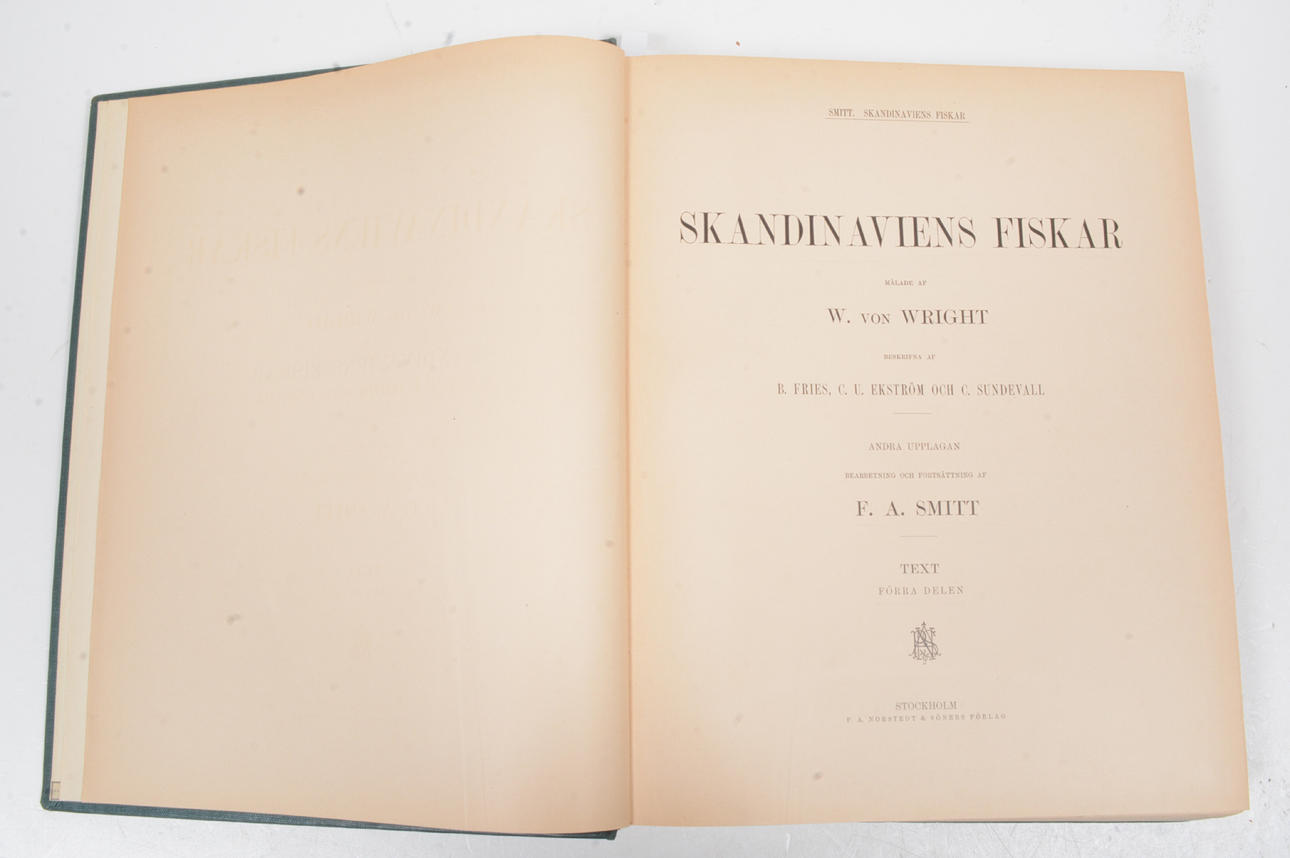 SMITT. SKANDINAVIENS FISKAR
SKANDINAVIENS FISKAR
MÅLADE AF
W. VON WRIGHT
BESKRIFNA AF
B. FRIES, C. U. EKSTRÖM OCH C. SUNDEVALL
ANDRA UPPLAGAN
BEARBETNING OCH FORTSÄTTNING AF
F. A. SMITT
TEXT
FÖRRA DELEN
STOCKHOLM
P. A. NORSTEDT & SÖNERS FÖRLAG